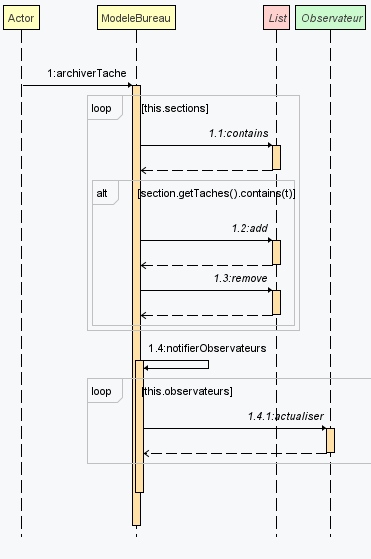 Actor ModeleBureau List Observateur
1:archiverTache
loop [this.sections]
1.1:contains
alt [section.getTaches().contains(t)]
1.2:add
1.3:remove
1.4:notifierObservateurs
loop [this.observateurs]
1.4.1:actualiser